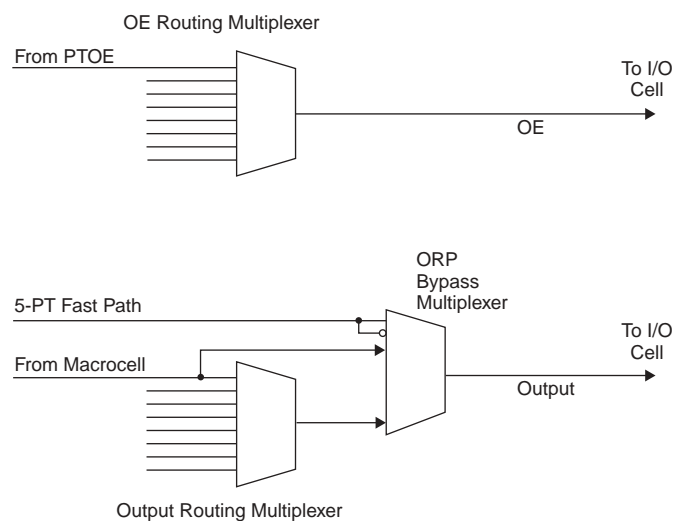 OE Routing Multiplexer
From PTOE
To I/O
Cell
OE
ORP
Bypass
Multiplexer
5-PT Fast Path
To I/O
Cell
From Macrocell
Output
Output Routing Multiplexer